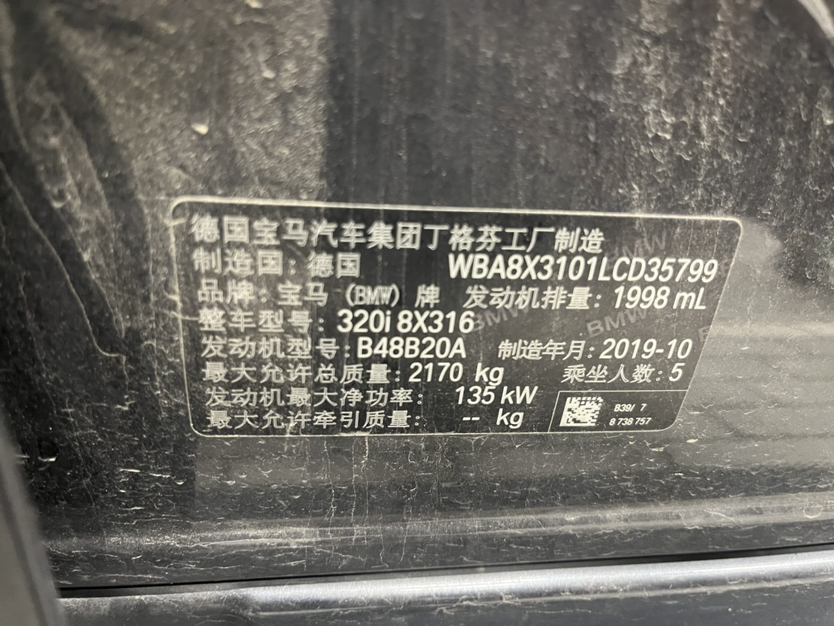 德国宝马汽车集团丁格芬工厂制造
制造国：德国 WBA8X3101LCD35799
品牌：宝马（BMW）牌 发动机排量：1998 mL
整车型号：320i 8X316
发动机型号：B48B20A 制造年月：2019-10
最大允许总质量：2170 kg 乘坐人数：5
发动机最大净功率： 135 kW
最大允许牵引质量： -- kg
B39/ 7
8 738 757
BMW
BMW
BMW